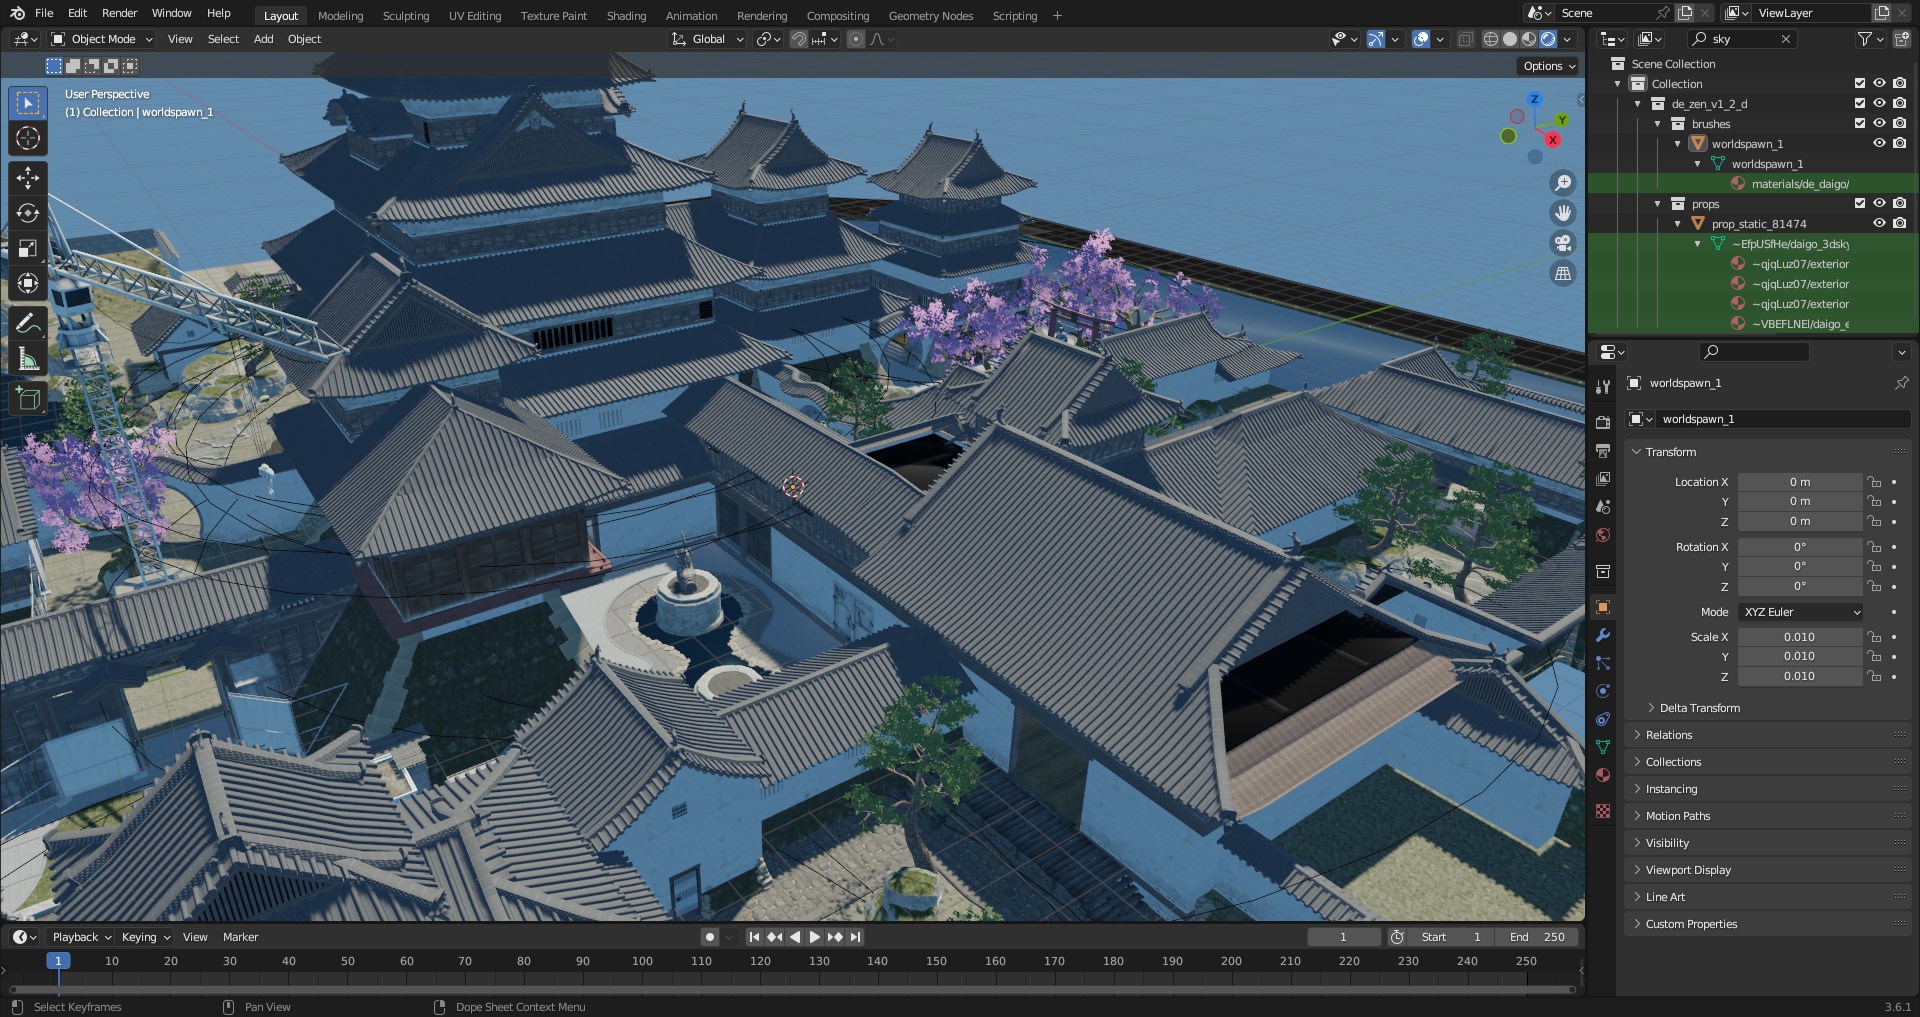 File Edit Render Window Help Layout Modeling Sculpting UV Editing Texture Paint Shading Animation Rendering Compositing Geometry Nodes Scripting + Scene ViewLayer
Object Mode View Select Add Object Global sky
Options
User Perspective
(1) Collection | worldspawn_1
Z
Y
X
Scene Collection
Collection
de_zen_v1_2_d
brushes
worldspawn_1
worldspawn_1
materials/de_daigo/
props
prop_static_81474
~EfpUSfHe/daigo_3dsky
~qjqLuz07/exterior
~qjqLuz07/exterior
~qjqLuz07/exterior
~VBEFLNEl/daigo_e
worldspawn_1
worldspawn_1
Transform
Location X 0 m
Y 0 m
Z 0 m
Rotation X 0°
Y 0°
Z 0°
Mode XYZ Euler
Scale X 0.010
Y 0.010
Z 0.010
Delta Transform
Relations
Collections
Instancing
Motion Paths
Visibility
Viewport Display
Line Art
Custom Properties
Playback Keying View Marker 1 Start 1 End 250
1 10 20 30 40 50 60 70 80 90 100 110 120 130 140 150 160 170 180 190 200 210 220 230 240 250
Select Keyframes Pan View Dope Sheet Context Menu 3.6.1